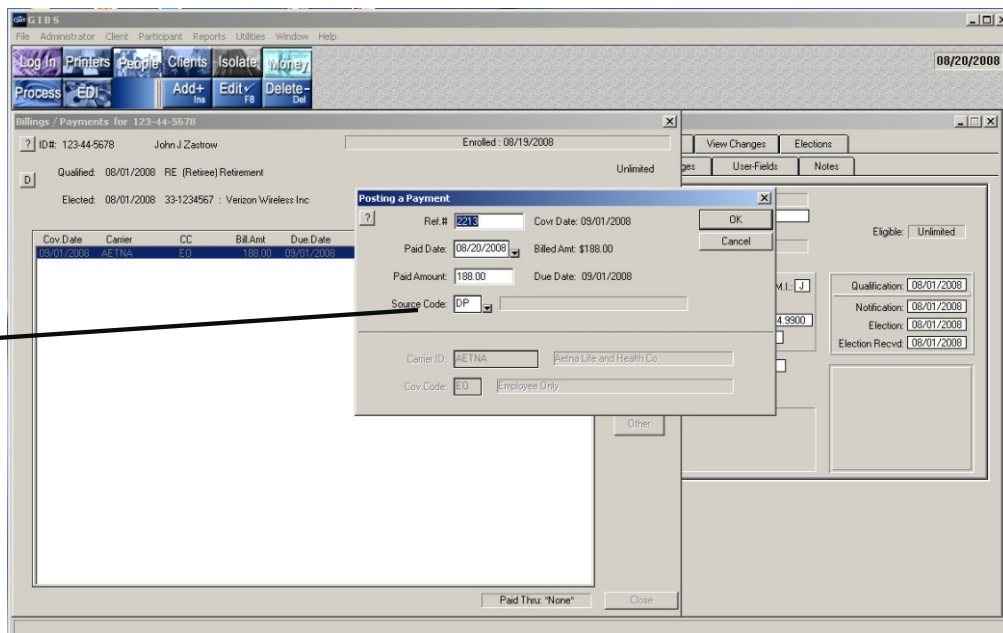 GIBS
File Administrator Client Participant Reports Utilities Window Help
Log In Printers People Clients Isolate Money
08/20/2008
Process EDI Add+ Ins Edit✓ F8 Delete- Del
Billings / Payments for 123-44-5678
? ID#: 123-44-5678 John J Zastrow Enrolled : 08/19/2008
View Changes Elections
User-Fields Notes
D Qualified: 08/01/2008 RE (Retiree) Retirement Unlimited
Elected: 08/01/2008 33-1234567 : Verizon Wireless Inc
Cov.Date Carrier CC Bill.Amt Due.Date
09/01/2008 AETNA EO 188.00 09/01/2008
Posting a Payment
? Ref.# 2213 Covr Date: 09/01/2008 OK
Paid Date: 08/20/2008 Billed Amt: $188.00 Cancel
Paid Amount: 188.00 Due Date: 09/01/2008
Source Code: DP
Carrier ID: AETNA Aetna Life and Health Co
Cov.Code: EO Employee Only
Other
Eligible: Unlimited
M.I.: J
Qualification: 08/01/2008
Notification: 08/01/2008
4.9900
Election: 08/01/2008
Election Recvd: 08/01/2008
Paid Thru: "None" Close